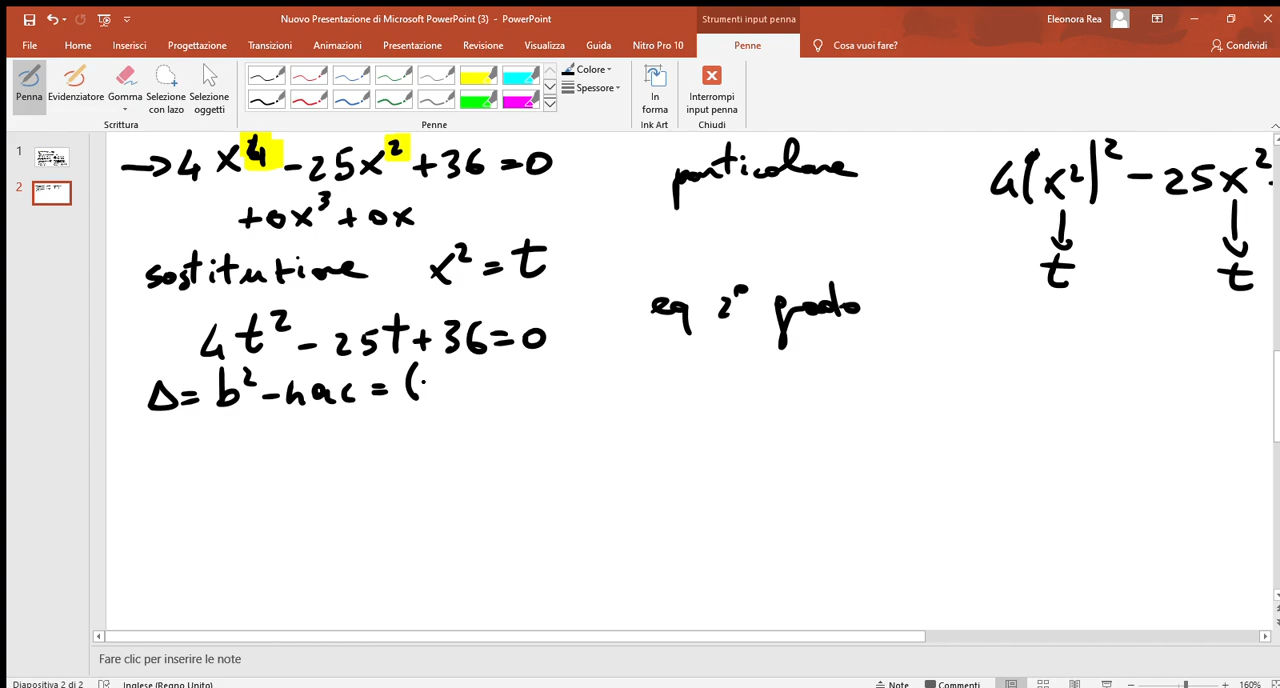 Nuovo Presentazione di Microsoft PowerPoint (3) - PowerPoint
Strumenti input penna
Eleonora Rea
File Home Inserisci Progettazione Transizioni Animazioni Presentazione Revisione Visualizza Guida Nitro Pro 10 Penne Cosa vuoi fare? Condividi
Penna Evidenziatore Gomma Selezione con lazo Selezione oggetti
Colore
Spessore
In forma
Interrompi input penna
Scrittura Penne Ink Art Chiudi
1
2
→ 4x⁴ - 25x² + 36 = 0
+0x³ + 0x
sostituzione x² = t
4t² - 25t + 36 = 0
Δ = b² - 4ac = (
particolare
eq 2° grado
4(x²)² - 25x²
↓ ↓
t t
Fare clic per inserire le note
Diapositiva 2 di 2 Inglese (Regno Unito) Note Commenti 160%